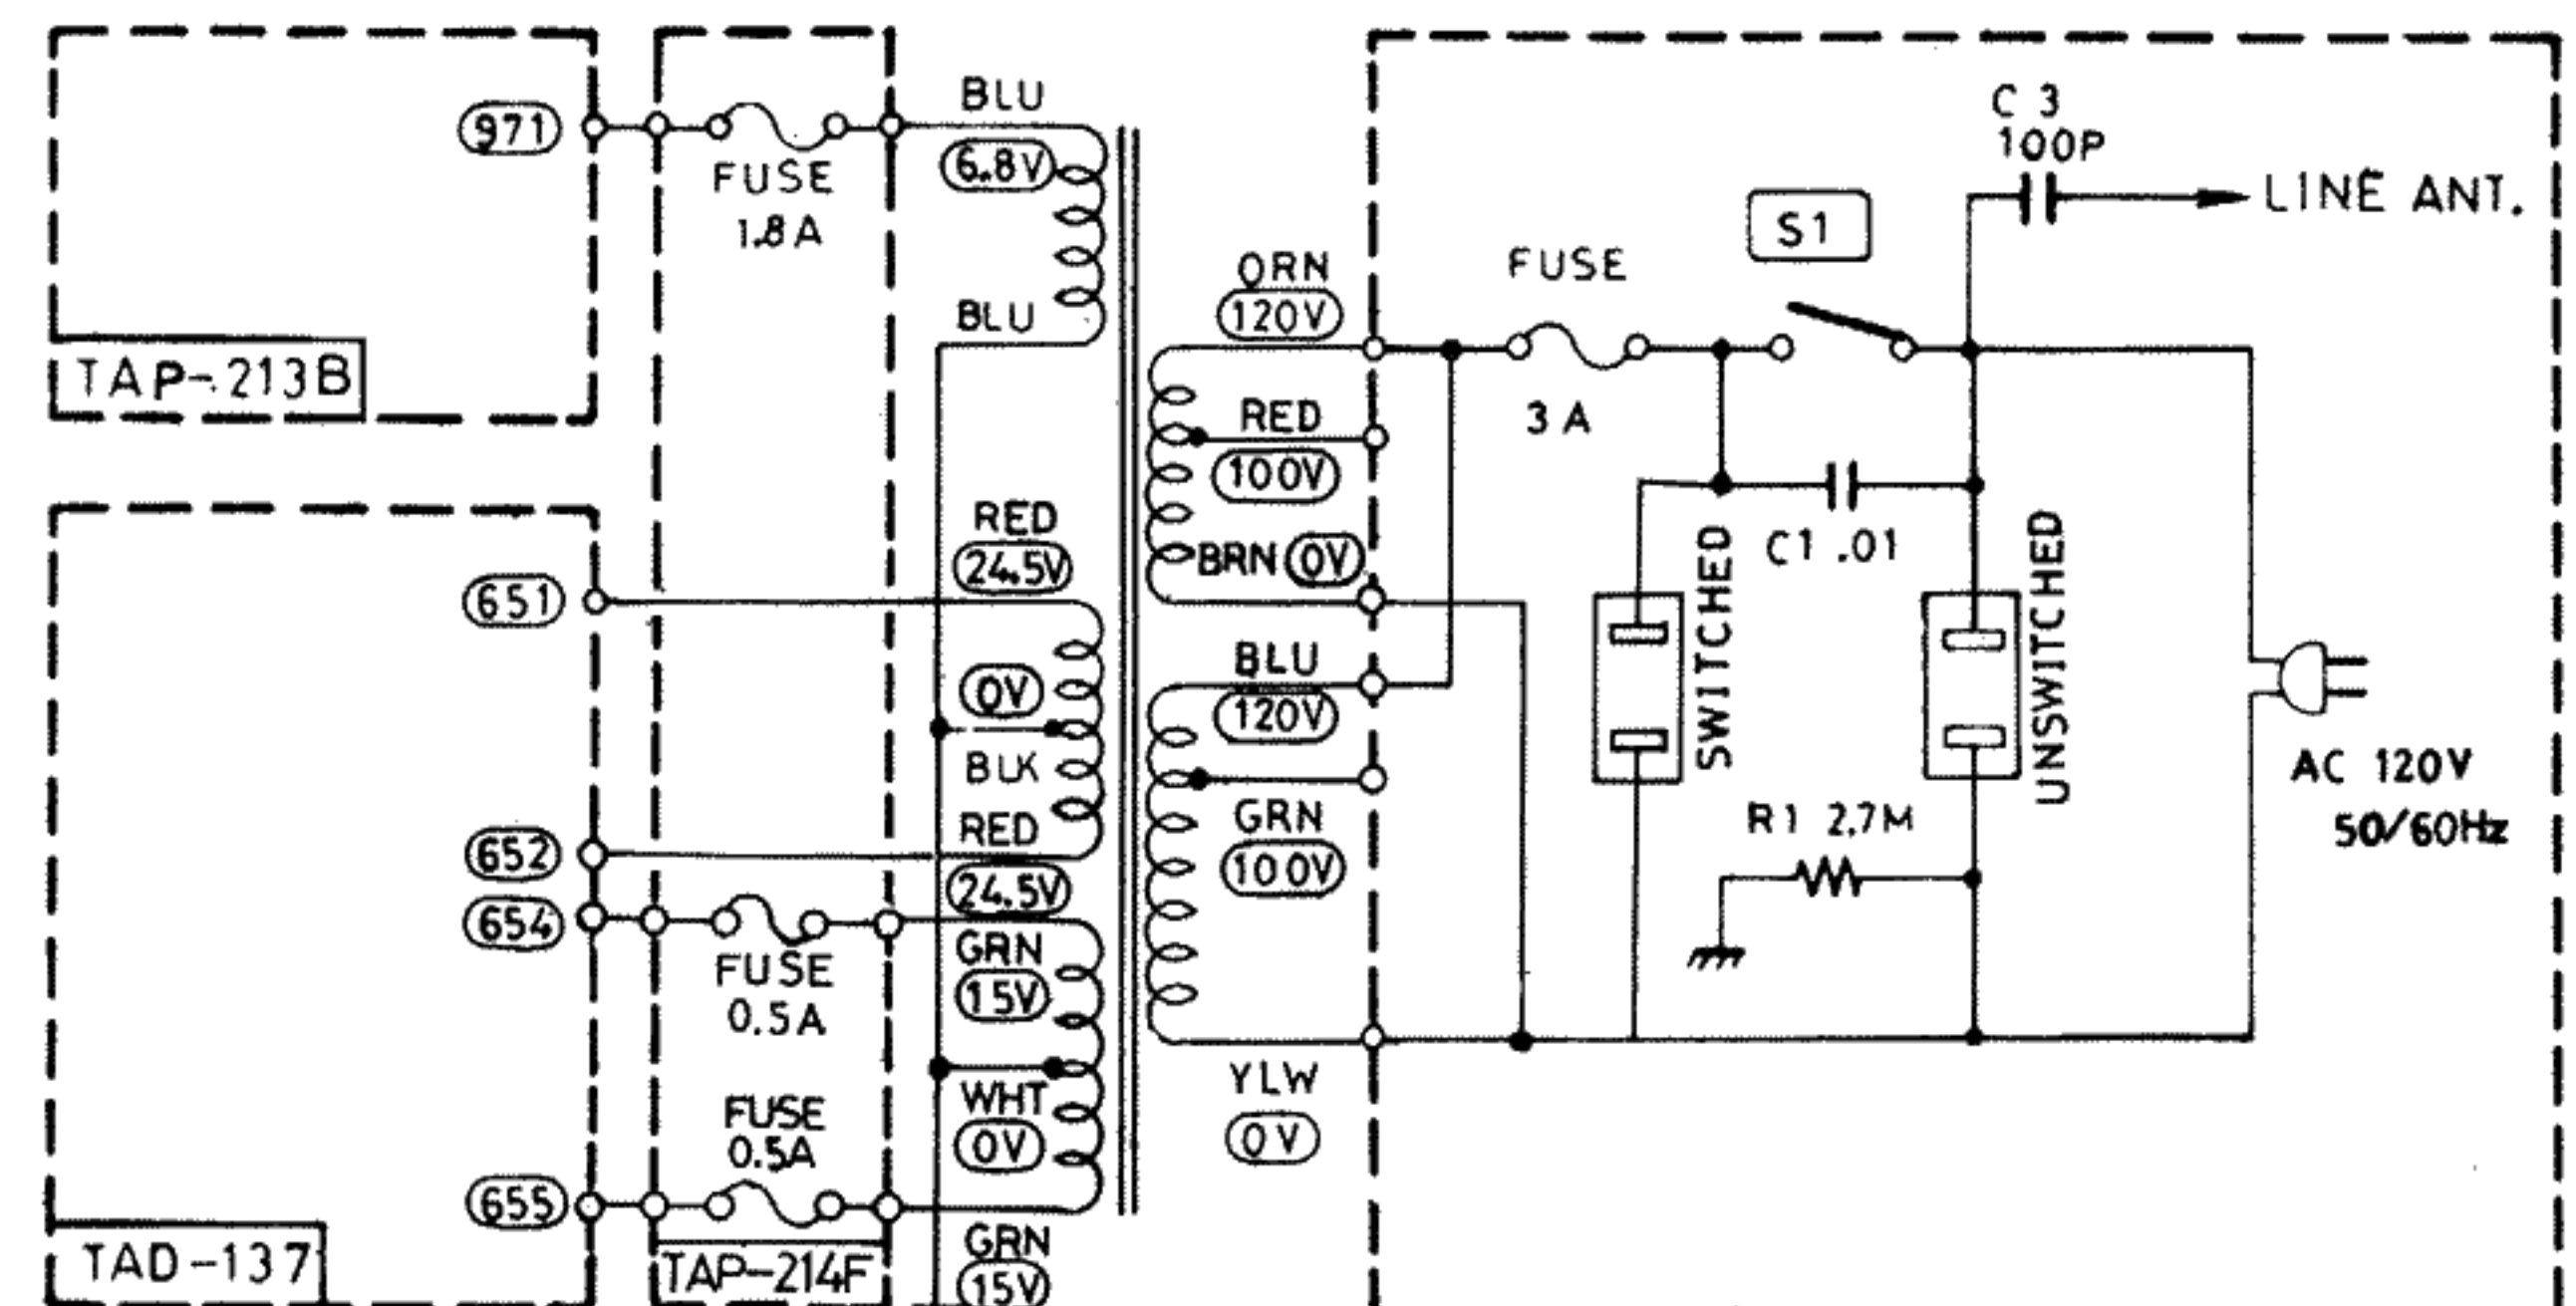 971
FUSE
1.8A
TAP-213B
BLU
6.8V
BLU
651
RED
24.5V
0V
BLK
652
RED
24.5V
654
FUSE
0.5A
GRN
15V
WHT
0V
FUSE
0.5A
655
GRN
15V
TAD-137
TAP-214F
ORN
120V
RED
100V
BRN 0V
BLU
120V
GRN
100V
YLW
0V
FUSE
3A
S1
C 3
100P
LINE ANT.
C1 .01
SWITCHED
UNSWITCHED
R1 2.7M
AC 120V
50/60Hz